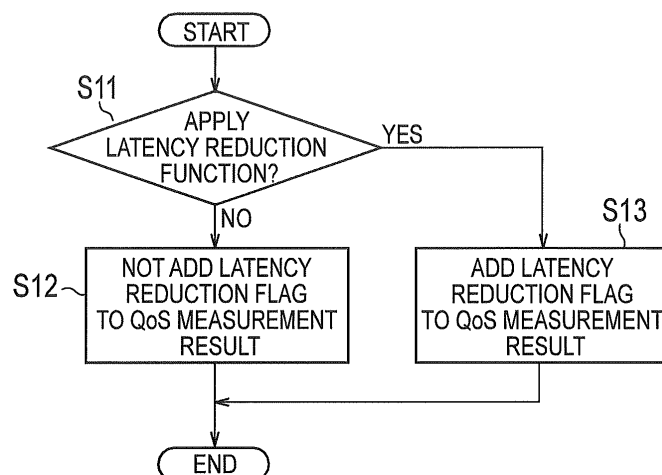 START
S11
APPLY
LATENCY REDUCTION
FUNCTION?
YES
NO
S12
NOT ADD LATENCY
REDUCTION FLAG
TO QoS MEASUREMENT
RESULT
S13
ADD LATENCY
REDUCTION FLAG
TO QoS MEASUREMENT
RESULT
END